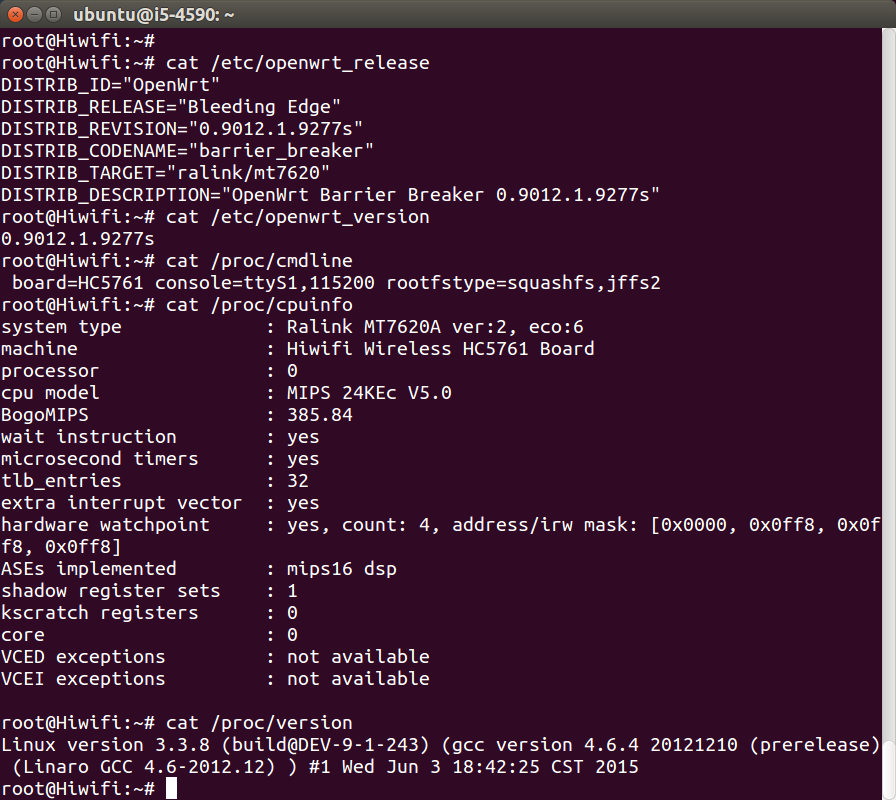 ubuntu@i5-4590: ~
root@Hiwifi:~#
root@Hiwifi:~# cat /etc/openwrt_release
DISTRIB_ID="OpenWrt"
DISTRIB_RELEASE="Bleeding Edge"
DISTRIB_REVISION="0.9012.1.9277s"
DISTRIB_CODENAME="barrier_breaker"
DISTRIB_TARGET="ralink/mt7620"
DISTRIB_DESCRIPTION="OpenWrt Barrier Breaker 0.9012.1.9277s"
root@Hiwifi:~# cat /etc/openwrt_version
0.9012.1.9277s
root@Hiwifi:~# cat /proc/cmdline
 board=HC5761 console=ttyS1,115200 rootfstype=squashfs,jffs2
root@Hiwifi:~# cat /proc/cpuinfo
system type             : Ralink MT7620A ver:2, eco:6
machine                 : Hiwifi Wireless HC5761 Board
processor               : 0
cpu model               : MIPS 24KEc V5.0
BogoMIPS                : 385.84
wait instruction        : yes
microsecond timers      : yes
tlb_entries             : 32
extra interrupt vector  : yes
hardware watchpoint     : yes, count: 4, address/irw mask: [0x0000, 0x0ff8, 0x0f
f8, 0x0ff8]
ASEs implemented        : mips16 dsp
shadow register sets    : 1
kscratch registers      : 0
core                    : 0
VCED exceptions         : not available
VCEI exceptions         : not available
root@Hiwifi:~# cat /proc/version
Linux version 3.3.8 (build@DEV-9-1-243) (gcc version 4.6.4 20121210 (prerelease)
 (Linaro GCC 4.6-2012.12) ) #1 Wed Jun 3 18:42:25 CST 2015
root@Hiwifi:~#